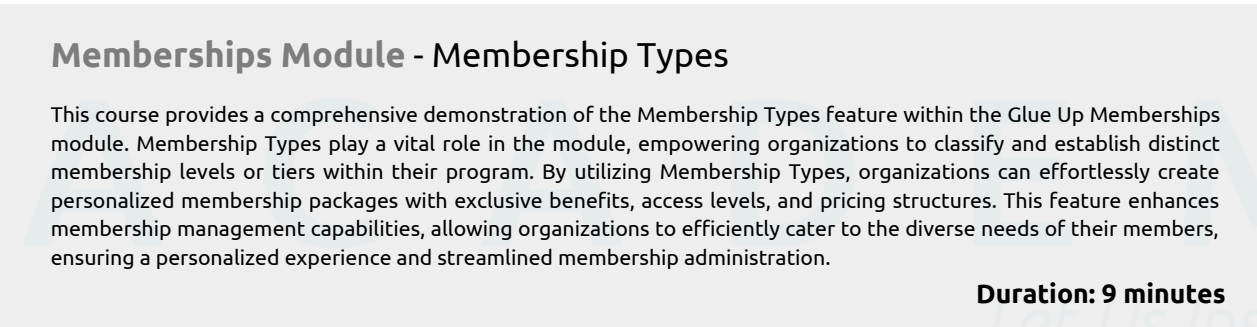 Memberships Module - Membership Types
This course provides a comprehensive demonstration of the Membership Types feature within the Glue Up Memberships
module. Membership Types play a vital role in the module, empowering organizations to classify and establish distinct
membership levels or tiers within their program. By utilizing Membership Types, organizations can effortlessly create
personalized membership packages with exclusive benefits, access levels, and pricing structures. This feature enhances
membership management capabilities, allowing organizations to efficiently cater to the diverse needs of their members,
ensuring a personalized experience and streamlined membership administration.
Duration: 9 minutes